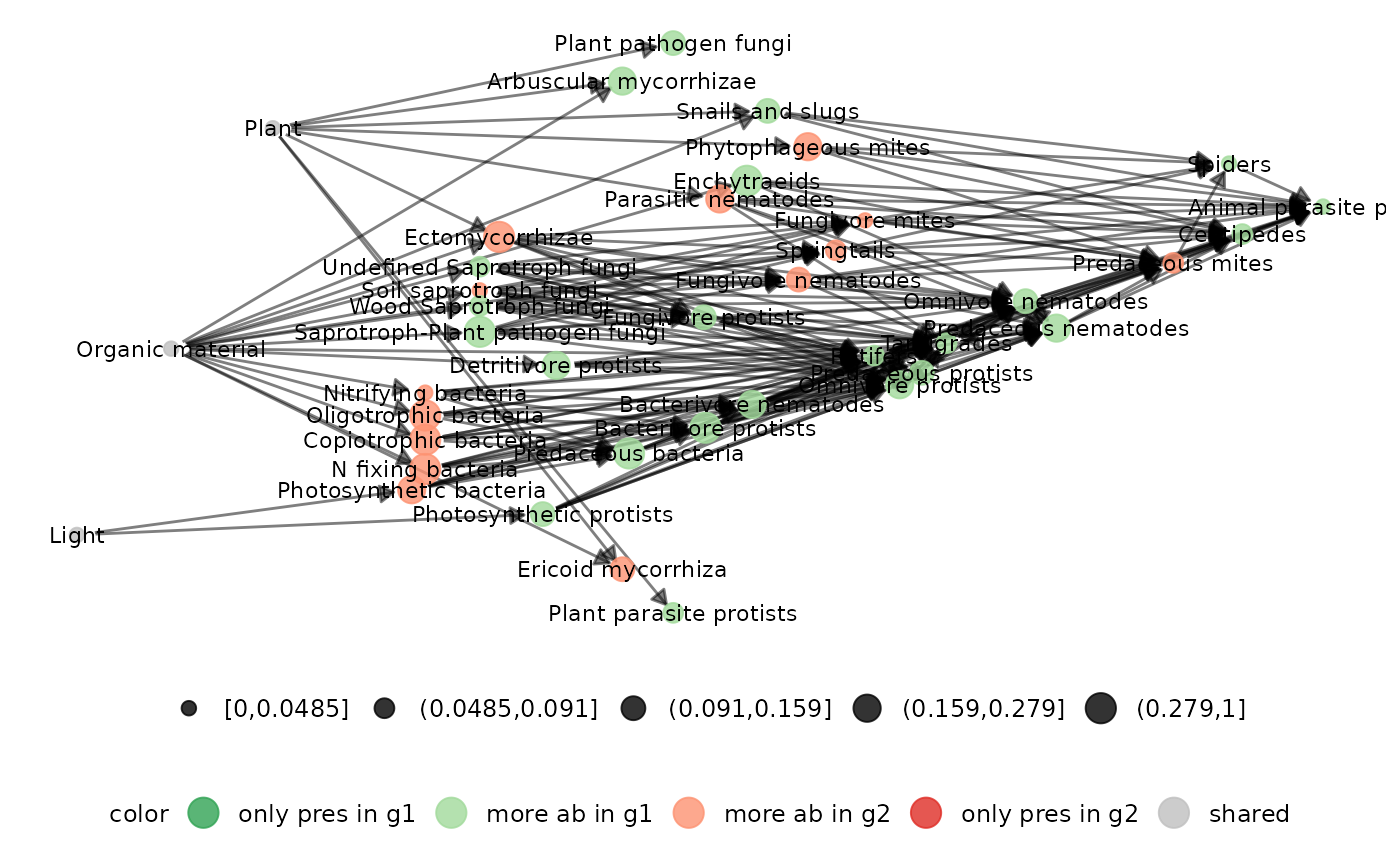 Plant pathogen fungi
Arbuscular mycorrhizae
Snails and slugs
Plant
Phytophageous mites
Spiders
Enchytraeids
Parasitic nematodes
Animal parasite p
Fungivore mites
Centipedes
Ectomycorrhizae
Springtails
Predaceous mites
Undefined Saprotroph fungi
Fungivore nematodes
Soil saprotroph fungi
Omnivore nematodes
Wood Saprotroph fungi
Fungivore protists
Predaceous nematodes
Saprotroph-Plant pathogen fungi
Tardigrades
Organic material
Rotifers
Detritivore protists
Predaceous protists
Omnivore protists
Nitrifying bacteria
Bacterivore nematodes
Oligotrophic bacteria
Bacterivore protists
Copiotrophic bacteria
Predaceous bacteria
N fixing bacteria
Photosynthetic bacteria
Photosynthetic protists
Light
Ericoid mycorrhiza
Plant parasite protists
[0,0.0485] (0.0485,0.091] (0.091,0.159] (0.159,0.279] (0.279,1]
color only pres in g1 more ab in g1 more ab in g2 only pres in g2 shared